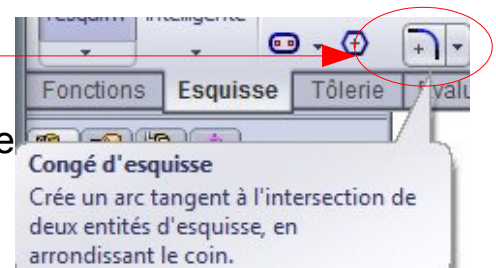 Fonctions Esquisse Tôlerie
e
Congé d'esquisse
Crée un arc tangent à l'intersection de
deux entités d'esquisse, en
arrondissant le coin.